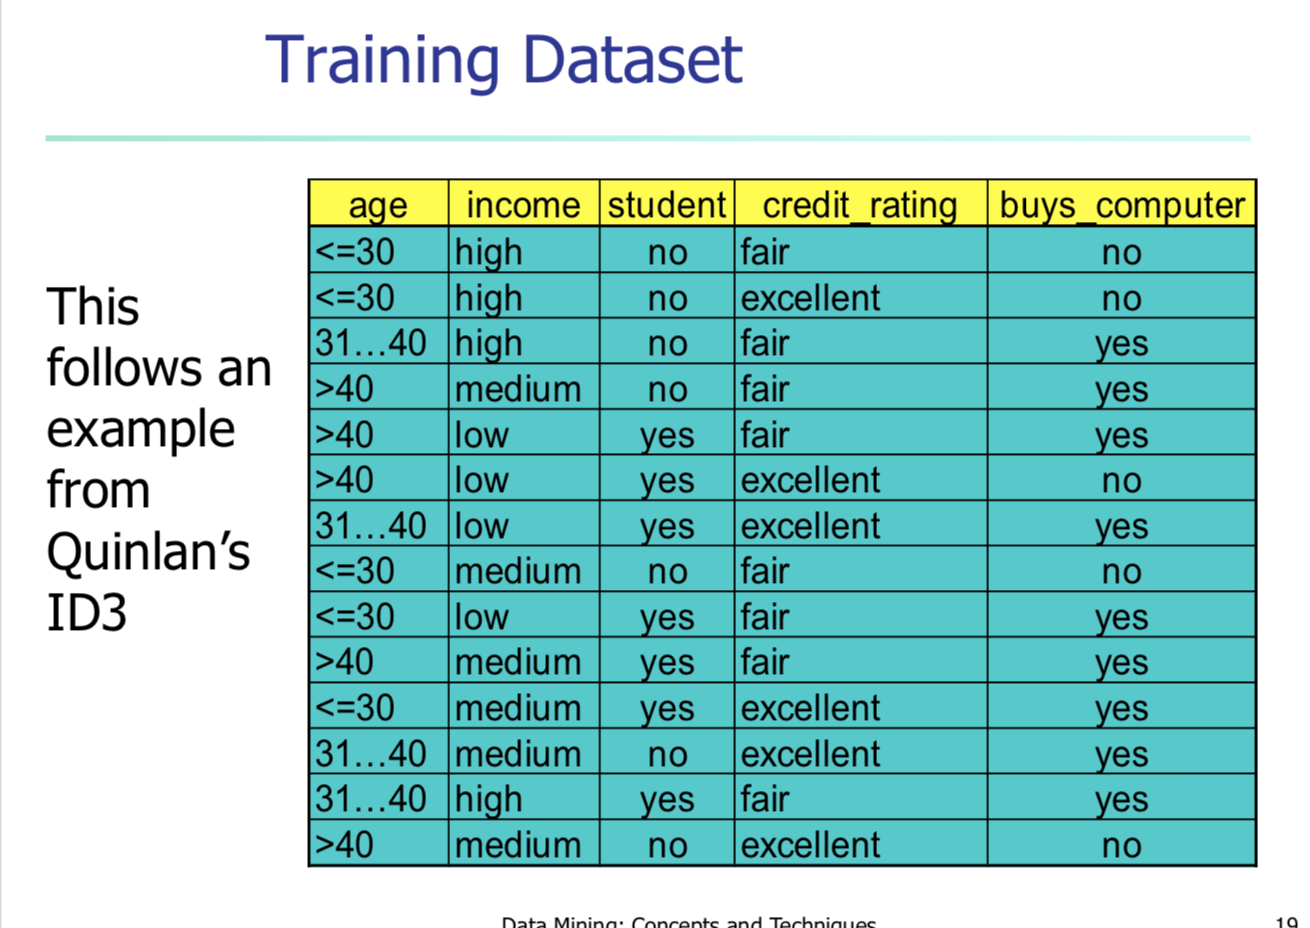 Training Dataset
This
follows an
example
from
Quinlan’s
ID3
age income student credit_rating buys_computer
<=30 high no fair no
<=30 high no excellent no
31…40 high no fair yes
>40 medium no fair yes
>40 low yes fair yes
>40 low yes excellent no
31…40 low yes excellent yes
<=30 medium no fair no
<=30 low yes fair yes
>40 medium yes fair yes
<=30 medium yes excellent yes
31…40 medium no excellent yes
31…40 high yes fair yes
>40 medium no excellent no
Data Mining: Concepts and Techniques 19